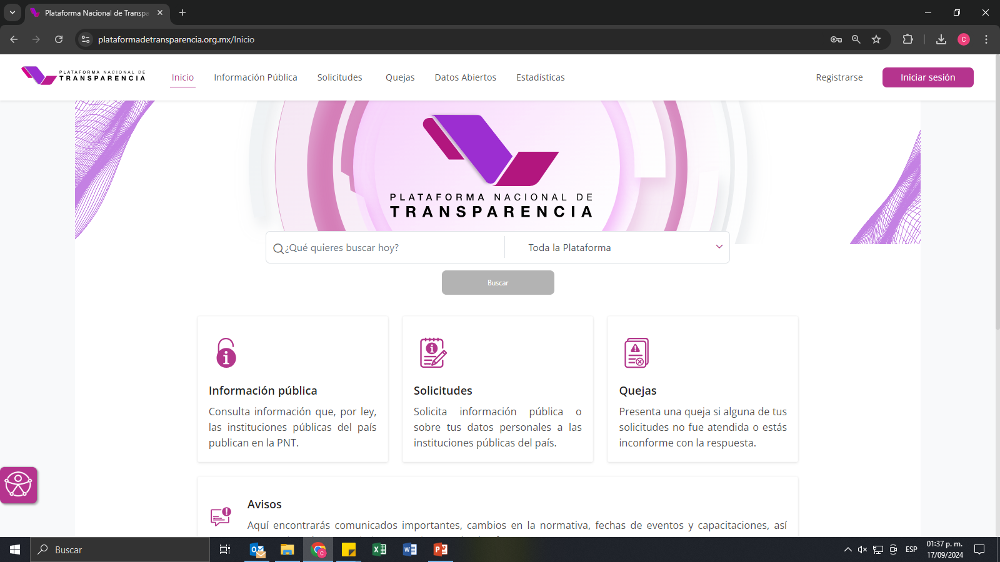 Plataforma Nacional de Transpa
plataformadetransparencia.org.mx/Inicio
C
PLATAFORMA NACIONAL DE
TRANSPARENCIA
Inicio
Información Pública
Solicitudes
Quejas
Datos Abiertos
Estadísticas
Registrarse
Iniciar sesión
PLATAFORMA NACIONAL DE
TRANSPARENCIA
¿Qué quieres buscar hoy?
Toda la Plataforma
Buscar
Información pública
Consulta información que, por ley,
las instituciones públicas del país
publican en la PNT.
Solicitudes
Solicita información pública o
sobre tus datos personales a las
instituciones públicas del país.
Quejas
Presenta una queja si alguna de tus
solicitudes no fue atendida o estás
inconforme con la respuesta.
Avisos
Aquí encontrarás comunicados importantes, cambios en la normativa, fechas de eventos y capacitaciones, así
Buscar
ESP
01:37 p. m.
17/09/2024